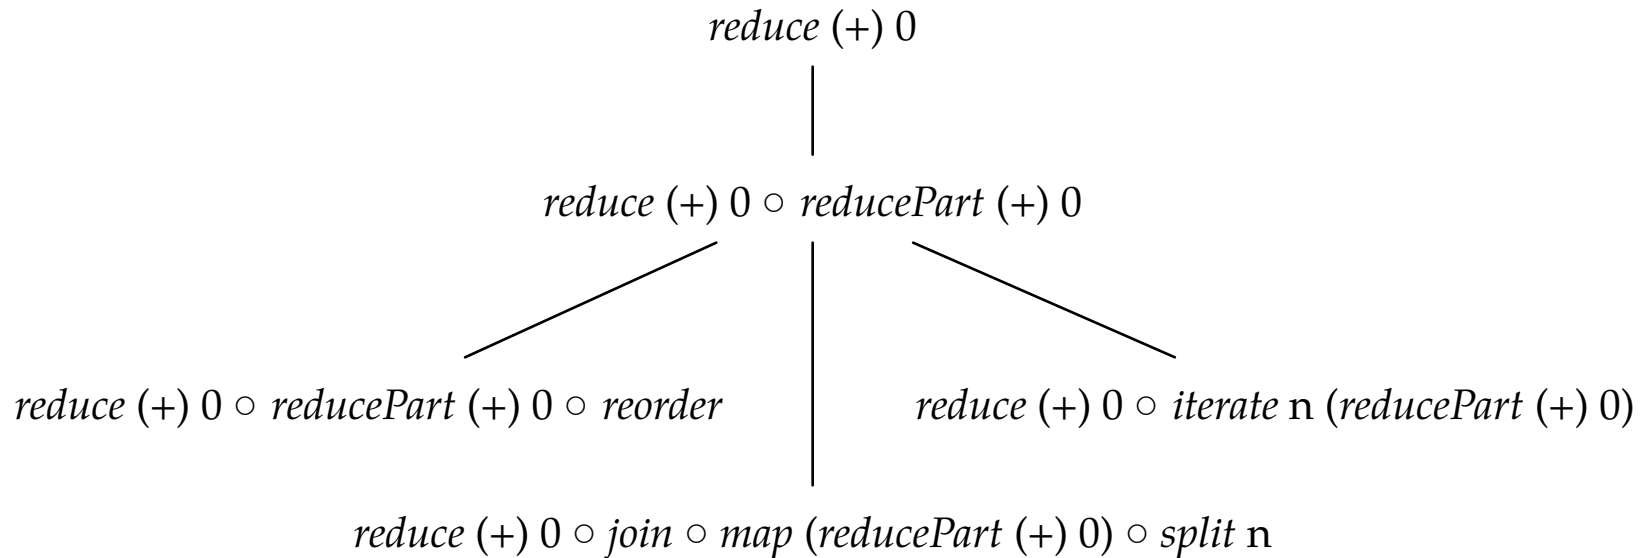 reduce (+) 0
reduce (+) 0 ○ reducePart (+) 0
reduce (+) 0 ○ reducePart (+) 0 ○ reorder
reduce (+) 0 ○ iterate n (reducePart (+) 0)
reduce (+) 0 ○ join ○ map (reducePart (+) 0) ○ split n